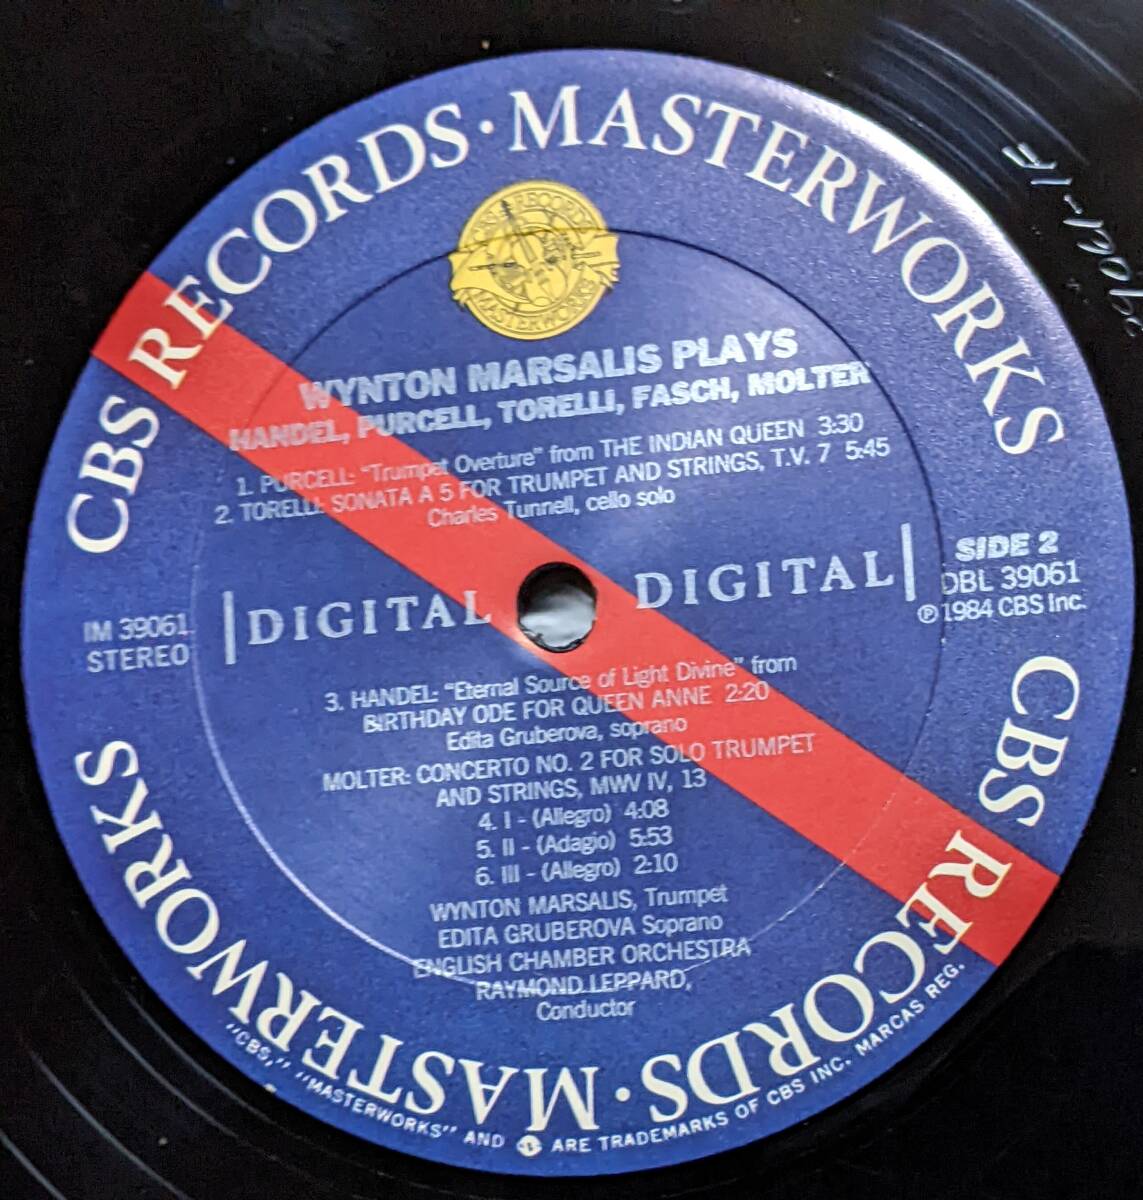 CBS RECORDS · MASTERWORKS
CBS RECORDS
MASTERWORKS
WYNTON MARSALIS PLAYS
HANDEL, PURCELL, TORELLI, FASCH, MOLTER
1. PURCELL: "Trumpet Overture" from THE INDIAN QUEEN 3:30
2. TORELLI: SONATA A 5 FOR TRUMPET AND STRINGS, T.V. 7 5:45
Charles Tunnell, cello solo
DIGITAL
DIGITAL
SIDE 2
DBL 39061
℗ 1984 CBS Inc.
IM 39061
STEREO
3. HANDEL: "Eternal Source of Light Divine" from
BIRTHDAY ODE FOR QUEEN ANNE 2:20
Edita Gruberova, soprano
MOLTER: CONCERTO NO. 2 FOR SOLO TRUMPET
AND STRINGS, MWV IV, 13
4. I - (Allegro) 4:08
5. II - (Adagio) 5:53
6. III - (Allegro) 2:10
WYNTON MARSALIS, Trumpet
EDITA GRUBEROVA Soprano
ENGLISH CHAMBER ORCHESTRA
RAYMOND LEPPARD,
Conductor
CBS RECORDS · MASTERWORKS
"CBS," "MASTERWORKS" AND ARE TRADEMARKS OF CBS INC. MARCAS REG.
39061-1F